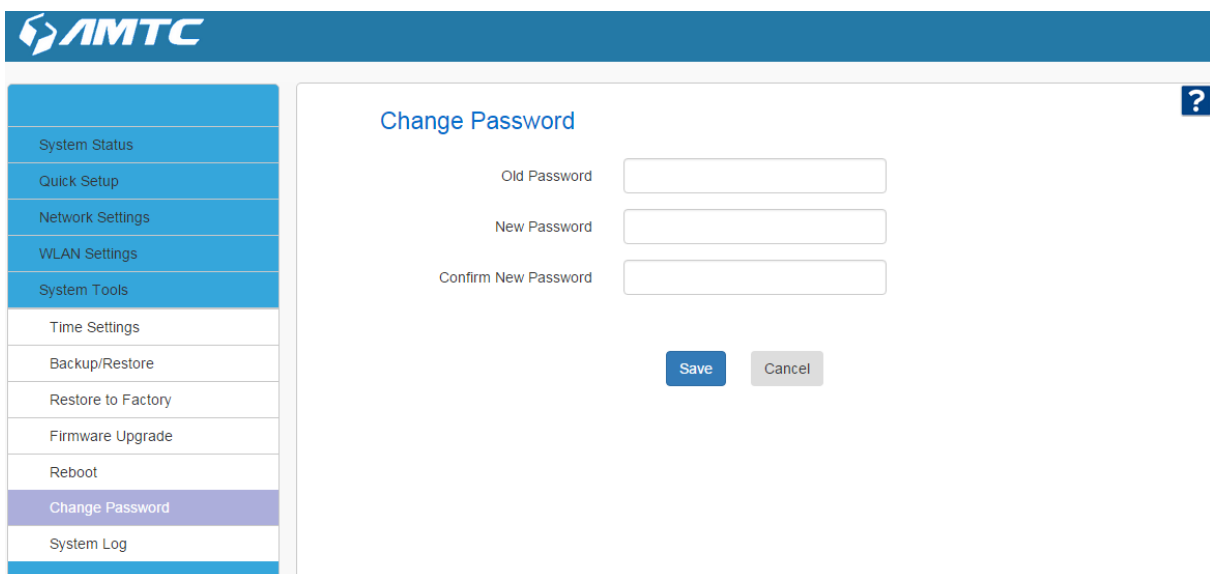 AMTC
?
System Status
Quick Setup
Network Settings
WLAN Settings
System Tools
Time Settings
Backup/Restore
Restore to Factory
Firmware Upgrade
Reboot
Change Password
System Log
Change Password
Old Password
New Password
Confirm New Password
Save Cancel